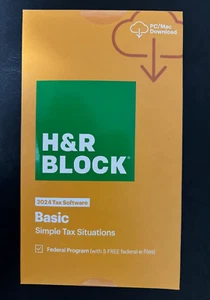 PC/Mac
Download
H&R
BLOCK®
2024 Tax Software
Basic
Simple Tax Situations
Federal Program (with 5 FREE federal e-files)